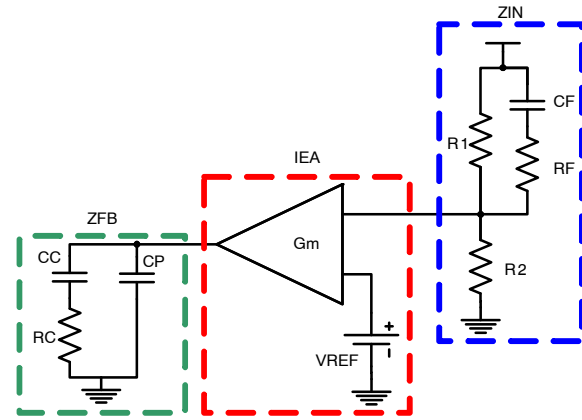 ZIN
CF
R1
RF
IEA
Gm
ZFB
CC
CP
R2
RC
+
VREF
-